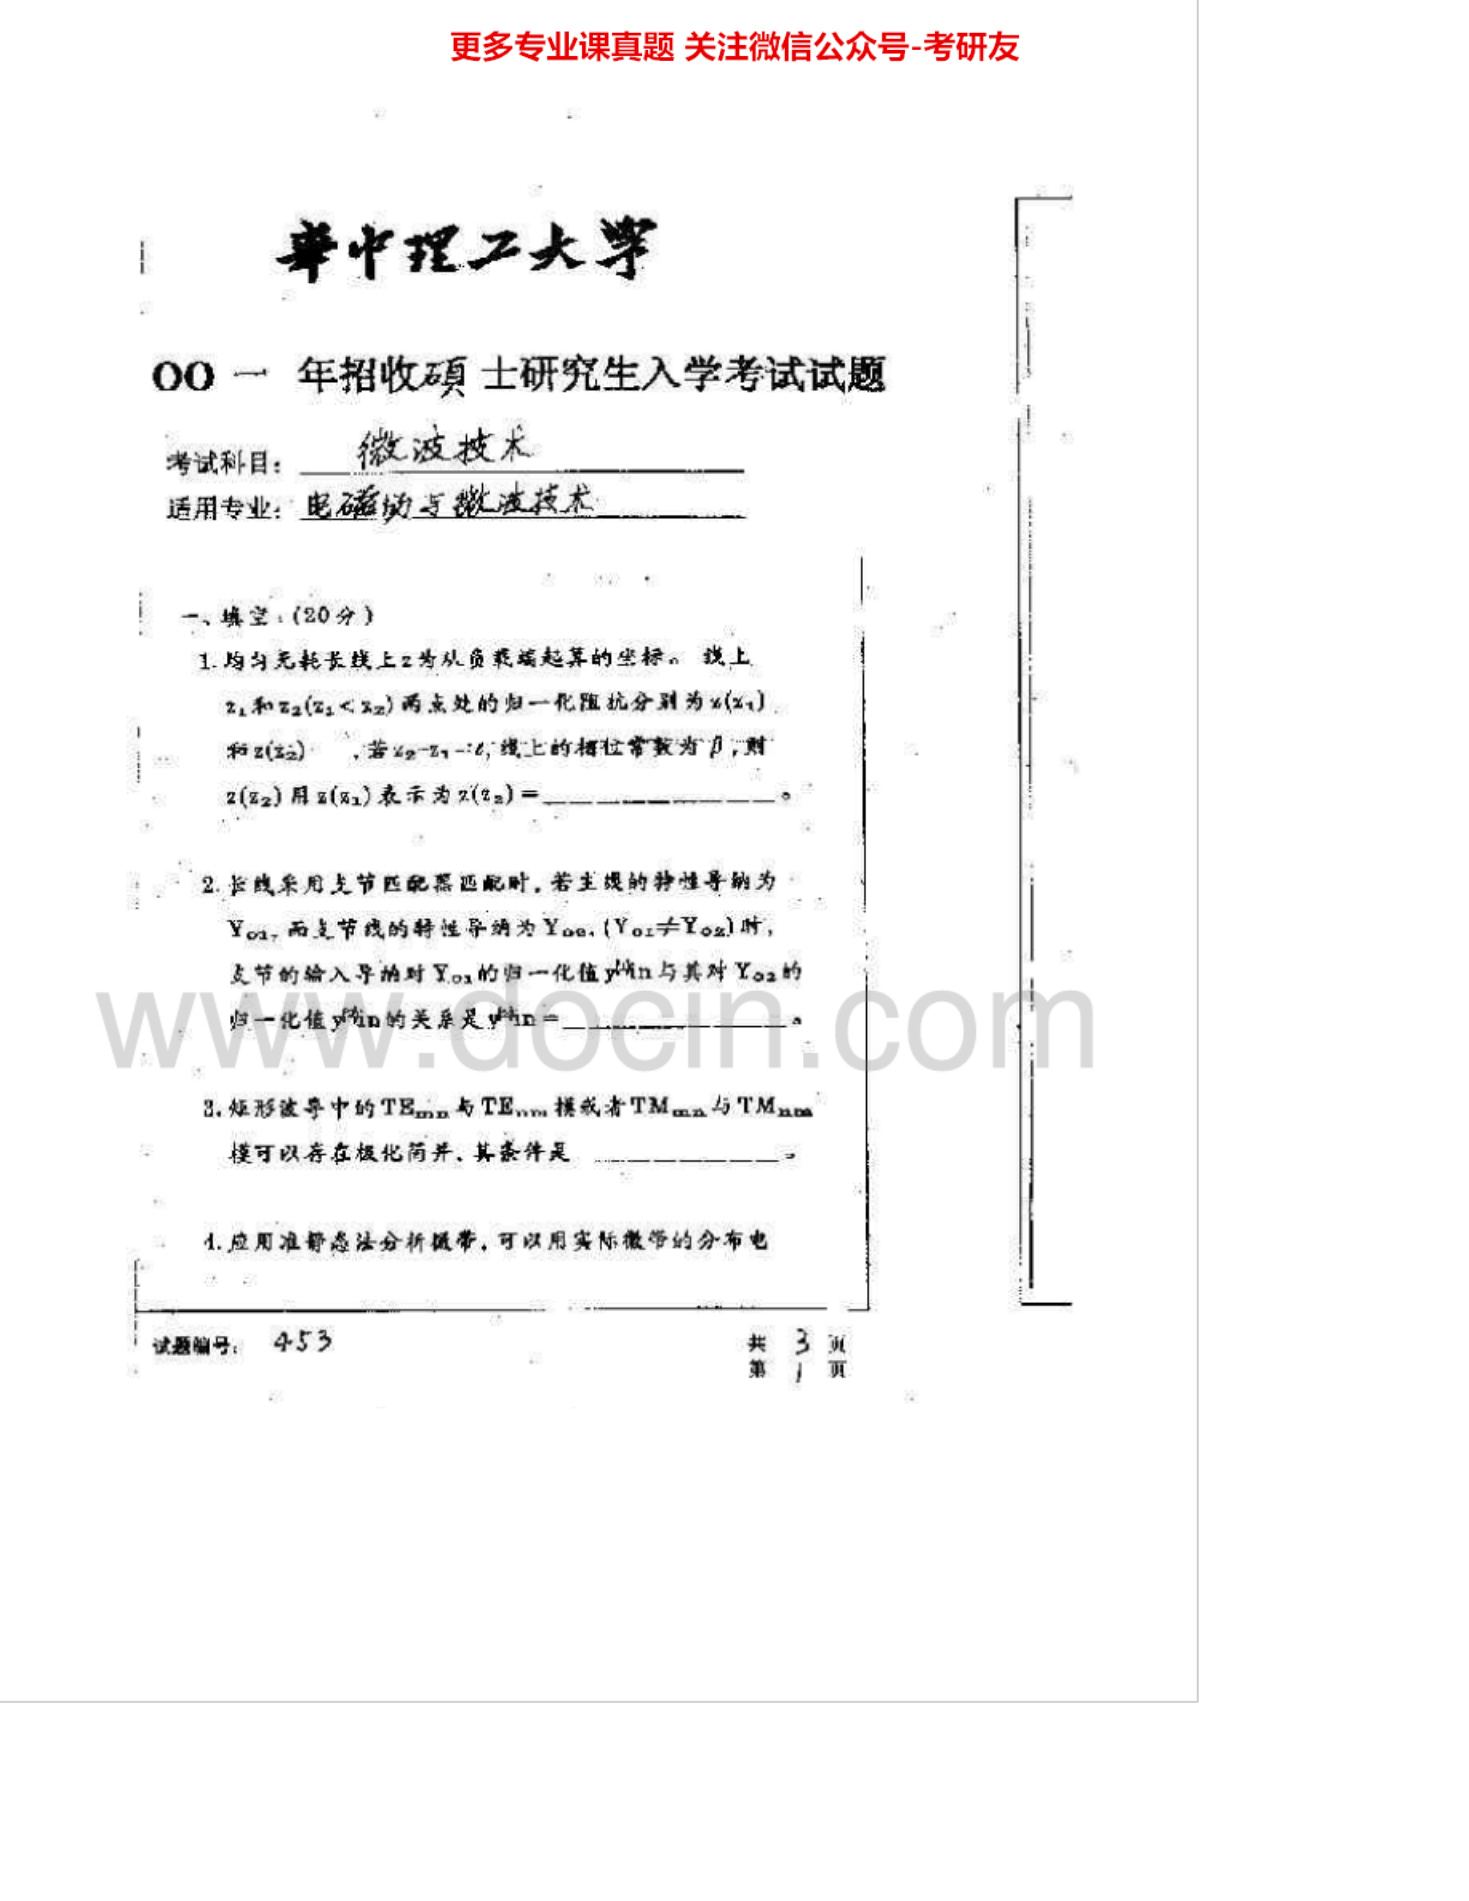 更多专业课真题 关注微信公众号-考研友
華中理工大学
OO一 年招收硕 士研究生入学考试试题
考试科目: 微波技术
适用专业: 电磁场与微波技术
一、填空:(20分)
1.均匀无耗长线上z为从负载端起算的坐标。 线上
z₁和z₂(z₁<z₂)两点处的归一化阻抗分别为z(z₁)
和z(z₂) ,若z₂-z₁=ℓ,线上的相位常数为β,则
z(z₂)用z(z₁)表示为z(z₂)=__________。
2.长线采用支节匹配器匹配时,若主线的特性导纳为
Y₀₁,而支节线的特性导纳为Y₀₂,(Y₀₁≠Y₀₂)时,
支节的输入导纳对Y₀₁的归一化值y⁽¹⁾in与其对Y₀₂的
归一化值y⁽²⁾in的关系是y⁽¹⁾in=__________。
3.矩形波导中的TEmn与TEnm模或者TMmn与TMnm
模可以存在极化简并、其条件是 __________。
4.应用准静态法分析微带,可以用实际微带的分布电
www.docin.com
试题编号: 453
共 3 页
第 1 页